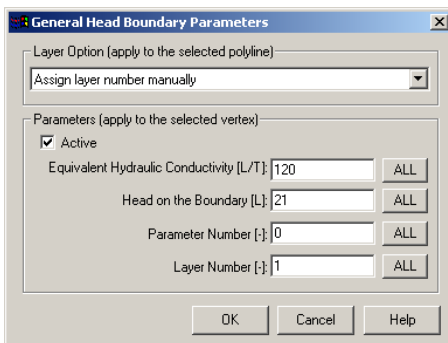 General Head Boundary Parameters
Layer Option (apply to the selected polyline)
Assign layer number manually
Parameters (apply to the selected vertex)
Active
Equivalent Hydraulic Conductivity [L/T]: 120 ALL
Head on the Boundary [L]: 21 ALL
Parameter Number [-]: 0 ALL
Layer Number [-]: 1 ALL
OK Cancel Help